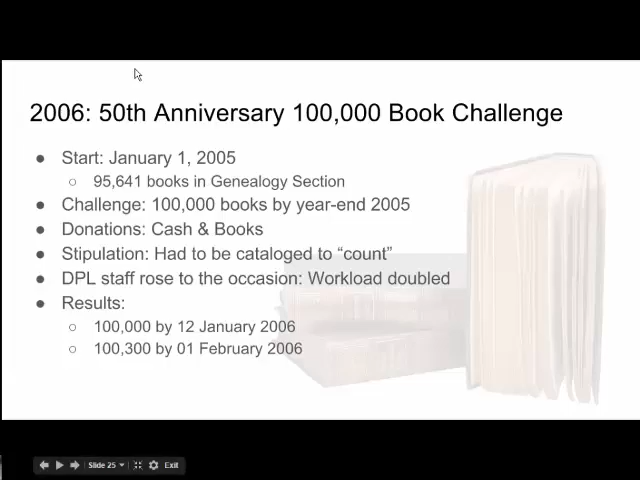 2006: 50th Anniversary 100,000 Book Challenge
● Start: January 1, 2005
○ 95,641 books in Genealogy Section
● Challenge: 100,000 books by year-end 2005
● Donations: Cash & Books
● Stipulation: Had to be cataloged to “count”
● DPL staff rose to the occasion: Workload doubled
● Results:
○ 100,000 by 12 January 2006
○ 100,300 by 01 February 2006
Slide 25 Exit